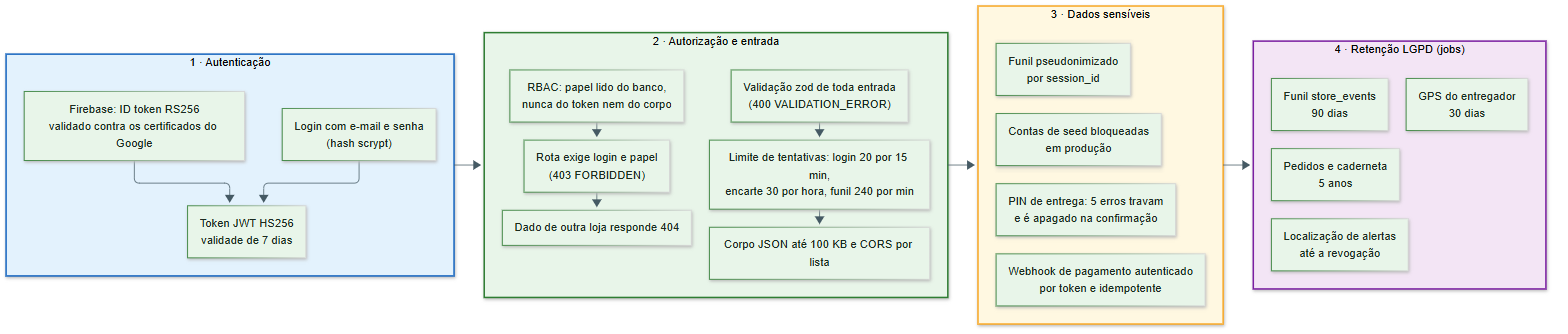 1 · Autenticação
Firebase: ID token RS256
validado contra os certificados do
Google
Login com e-mail e senha
(hash scrypt)
Token JWT HS256
validade de 7 dias
2 · Autorização e entrada
RBAC: papel lido do banco,
nunca do token nem do corpo
Rota exige login e papel
(403 FORBIDDEN)
Dado de outra loja responde 404
Validação zod de toda entrada
(400 VALIDATION_ERROR)
Limite de tentativas: login 20 por 15
min,
encarte 30 por hora, funil 240 por min
Corpo JSON até 100 KB e CORS por
lista
3 · Dados sensíveis
Funil pseudonimizado
por session_id
Contas de seed bloqueadas
em produção
PIN de entrega: 5 erros travam
e é apagado na confirmação
Webhook de pagamento autenticado
por token e idempotente
4 · Retenção LGPD (jobs)
Funil store_events
90 dias
GPS do entregador
30 dias
Pedidos e caderneta
5 anos
Localização de alertas
até a revogação